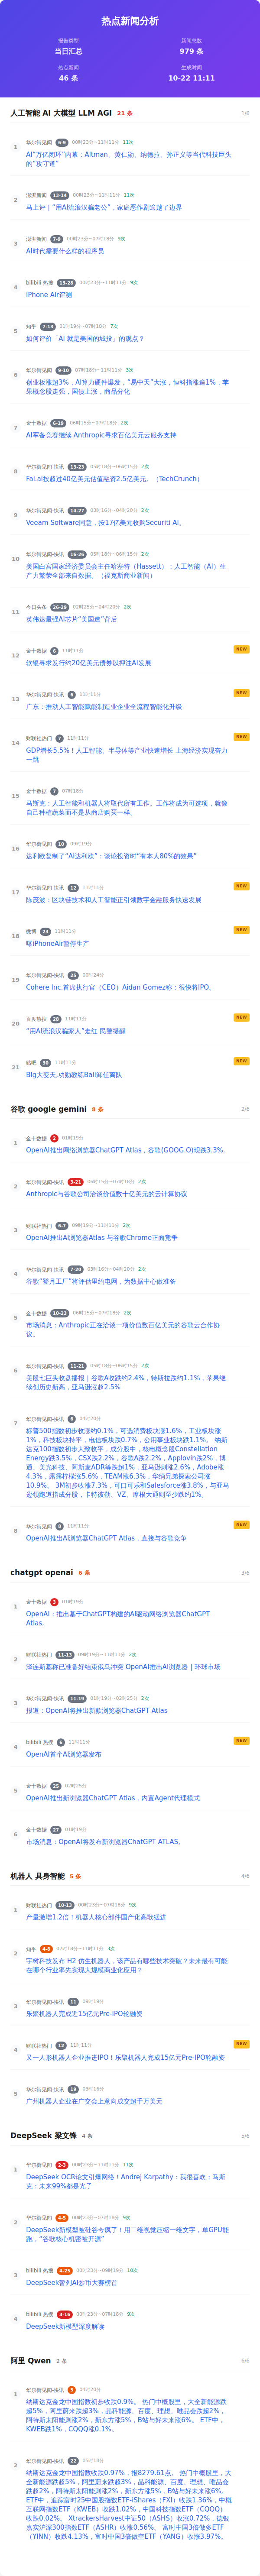 热点新闻分析
报告类型
当日汇总
新闻总数
979 条
热点新闻
46 条
生成时间
10-22 11:11
人工智能 AI 大模型 LLM AGI 21 条 1/6
1
华尔街见闻 6-9 00时23分~11时11分 11次
AI“万亿闭环”内幕：Altman、黄仁勋、纳德拉、孙正义等当代科技巨头
的“攻守道”
2
澎湃新闻 13-14 00时23分~11时11分 11次
马上评｜“用AI流浪汉骗老公”，家庭恶作剧逾越了边界
3
澎湃新闻 7-9 00时23分~07时18分 9次
AI时代需要什么样的程序员
4
bilibili 热搜 13-28 00时23分~11时11分 9次
iPhone Air评测
5
知乎 7-13 01时19分~07时18分 7次
如何评价「AI 就是美国的城投」的观点？
6
华尔街见闻 9-10 07时18分~11时11分 3次
创业板涨超3%，AI算力硬件爆发，“易中天”大涨，恒科指涨逾1%，苹
果概念股走强，国债上涨，商品分化
7
金十数据 6-19 06时15分~07时18分 2次
AI军备竞赛继续 Anthropic寻求百亿美元云服务支持
8
华尔街见闻-快讯 13-23 05时18分~06时15分 2次
Fal.ai按超过40亿美元估值融资2.5亿美元。（TechCrunch）
9
华尔街见闻-快讯 14-27 03时16分~04时20分 2次
Veeam Software同意，按17亿美元收购Securiti AI。
10
华尔街见闻-快讯 16-26 05时18分~06时15分 2次
美国白宫国家经济委员会主任哈塞特（Hassett）：人工智能（AI）生
产力繁荣全部来自数据。（福克斯商业新闻）
11
今日头条 26-29 02时25分~04时20分 2次
英伟达最强AI芯片“美国造”背后
12
金十数据 6 11时11分 NEW
软银寻求发行约20亿美元债券以押注AI发展
13
华尔街见闻-快讯 6 11时11分 NEW
广东：推动人工智能赋能制造业企业全流程智能化升级
14
财联社热门 7 11时11分 NEW
GDP增长5.5%！人工智能、半导体等产业快速增长 上海经济实现奋力
一跳
15
金十数据 7 07时18分
马斯克：人工智能和机器人将取代所有工作。工作将成为可选项，就像
自己种植蔬菜而不是从商店购买一样。
16
华尔街见闻 10 09时19分
达利欧复制了“AI达利欧”：谈论投资时“有本人80%的效果”
17
华尔街见闻-快讯 12 11时11分 NEW
陈茂波：区块链技术和人工智能正引领数字金融服务快速发展
18
微博 23 11时11分 NEW
曝iPhoneAir暂停生产
19
华尔街见闻-快讯 25 00时24分
Cohere Inc.首席执行官（CEO）Aidan Gomez称：很快将IPO。
20
百度热搜 28 11时11分 NEW
“用AI流浪汉骗家人”走红 民警提醒
21
贴吧 30 11时11分 NEW
Blg大变天,功勋教练Bail卸任离队
谷歌 google gemini 8 条 2/6
1
金十数据 2 01时19分
OpenAI推出网络浏览器ChatGPT Atlas，谷歌(GOOG.O)现跌3.3%。
2
华尔街见闻-快讯 3-21 06时15分~07时18分 2次
Anthropic与谷歌公司洽谈价值数十亿美元的云计算协议
3
财联社热门 6-7 09时19分~11时11分 2次
OpenAI推出AI浏览器Atlas 与谷歌Chrome正面竞争
4
华尔街见闻-快讯 7-20 03时16分~04时20分 2次
谷歌“登月工厂”将评估里约电网，为数据中心做准备
5
金十数据 10-23 06时15分~07时18分 2次
市场消息：Anthropic正在洽谈一项价值数百亿美元的谷歌云合作协
议。
6
华尔街见闻-快讯 11-21 05时18分~06时15分 2次
美股七巨头收盘播报｜谷歌A收跌约2.4%，特斯拉跌约1.1%，苹果继
续创历史新高，亚马逊涨超2.5%
7
华尔街见闻-快讯 8 04时20分
标普500指数初步收涨约0.1%，可选消费板块涨1.6%，工业板块涨
1%，科技板块持平，电信板块跌0.7%，公用事业板块跌1.1%。 纳斯
达克100指数初步大致收平，成分股中，核电概念股Constellation
Energy跌3.5%，CSX跌2.2%，谷歌A跌2.2%，Applovin跌2%，博
通、美光科技、阿斯麦ADR等跌超1%，亚马逊则涨2.6%，Adobe涨
4.3%，露露柠檬涨5.6%，TEAM涨6.3%，华纳兄弟探索公司涨
10.9%。 3M初步收涨7.3%，可口可乐和Salesforce涨3.8%，与亚马
逊领跑道指成分股，卡特彼勒、VZ、摩根大通则至少跌约1%。
8
华尔街见闻 8 11时11分 NEW
OpenAI推出AI浏览器ChatGPT Atlas，直接与谷歌竞争
chatgpt openai 6 条 3/6
1
金十数据 3 01时19分
OpenAI：推出基于ChatGPT构建的AI驱动网络浏览器ChatGPT
Atlas。
2
财联社热门 11-13 09时19分~11时11分 2次
泽连斯基称已准备好结束俄乌冲突 OpenAI推出AI浏览器 | 环球市场
3
华尔街见闻-快讯 11-19 01时19分~02时25分 2次
报道：OpenAI将推出新款浏览器ChatGPT Atlas
4
bilibili 热搜 6 11时11分 NEW
OpenAI首个AI浏览器发布
5
金十数据 25 02时25分
OpenAI推出新浏览器ChatGPT Atlas，内置Agent代理模式
6
金十数据 27 01时19分
市场消息：OpenAI将发布新浏览器ChatGPT ATLAS。
机器人 具身智能 5 条 4/6
1
财联社热门 10-13 00时23分~07时18分 9次
产量激增1.2倍！机器人核心部件国产化高歌猛进
2
知乎 4-8 07时18分~11时11分 3次
宇树科技发布 H2 仿生机器人，该产品有哪些技术突破？未来最有可能
在哪个行业率先实现大规模商业化应用？
3
华尔街见闻-快讯 11 09时19分
乐聚机器人完成近15亿元Pre-IPO轮融资
4
财联社热门 12 11时11分 NEW
又一人形机器人企业推进IPO！乐聚机器人完成15亿元Pre-IPO轮融资
5
华尔街见闻-快讯 19 03时16分
广州机器人企业在广交会上意向成交超千万美元
DeepSeek 梁文锋 4 条 5/6
1
华尔街见闻 2-3 00时23分~11时11分 11次
DeepSeek OCR论文引爆网络！Andrej Karpathy：我很喜欢；马斯
克：未来99%都是光子
2
华尔街见闻 4-5 00时23分~07时18分 9次
DeepSeek新模型被硅谷夸疯了！用二维视觉压缩一维文字，单GPU能
跑，“谷歌核心机密被开源”
3
bilibili 热搜 4-25 00时23分~09时19分 10次
DeepSeek暂列AI炒币大赛榜首
4
bilibili 热搜 3-16 00时23分~07时18分 9次
DeepSeek新模型深度解读
阿里 Qwen 2 条 6/6
1
华尔街见闻-快讯 5 04时20分
纳斯达克金龙中国指数初步收跌0.9%。 热门中概股里，大全新能源跌
超5%，阿里蔚来跌超3%，晶科能源、百度、理想、唯品会跌超2%，
阿特斯太阳能则涨2%，新东方涨5%，B站与好未来涨6%。 ETF中，
KWEB跌1%，CQQQ涨0.1%。
2
华尔街见闻-快讯 22 05时18分
纳斯达克金龙中国指数收跌0.97%，报8279.61点。 热门中概股里，大
全新能源跌超5%，阿里蔚来跌超3%，晶科能源、百度、理想、唯品会
跌超2%，阿特斯太阳能则涨2%，新东方涨5%，B站与好未来涨6%。
ETF中，追踪富时25中国股指数ETF-iShares（FXI）收跌1.36%，中概
互联网指数ETF（KWEB）收跌1.02%，中国科技指数ETF（CQQQ）
收跌0.02%。 XtrackersHarvest中证50（ASHS）收涨0.72%，德银
嘉实沪深300指数ETF（ASHR）收涨0.56%。 富时中国3倍做多ETF
（YINN）收跌4.13%，富时中国3倍做空ETF（YANG）收涨3.97%。